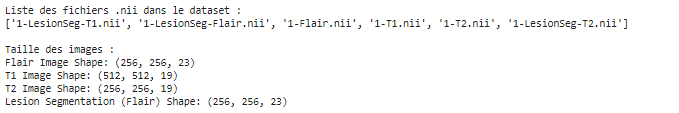 Liste des fichiers .nii dans le dataset :
['1-LesionSeg-T1.nii', '1-LesionSeg-Flair.nii', '1-Flair.nii', '1-T1.nii', '1-T2.nii', '1-LesionSeg-T2.nii']
Taille des images :
Flair Image Shape: (256, 256, 23)
T1 Image Shape: (512, 512, 19)
T2 Image Shape: (256, 256, 19)
Lesion Segmentation (Flair) Shape: (256, 256, 23)